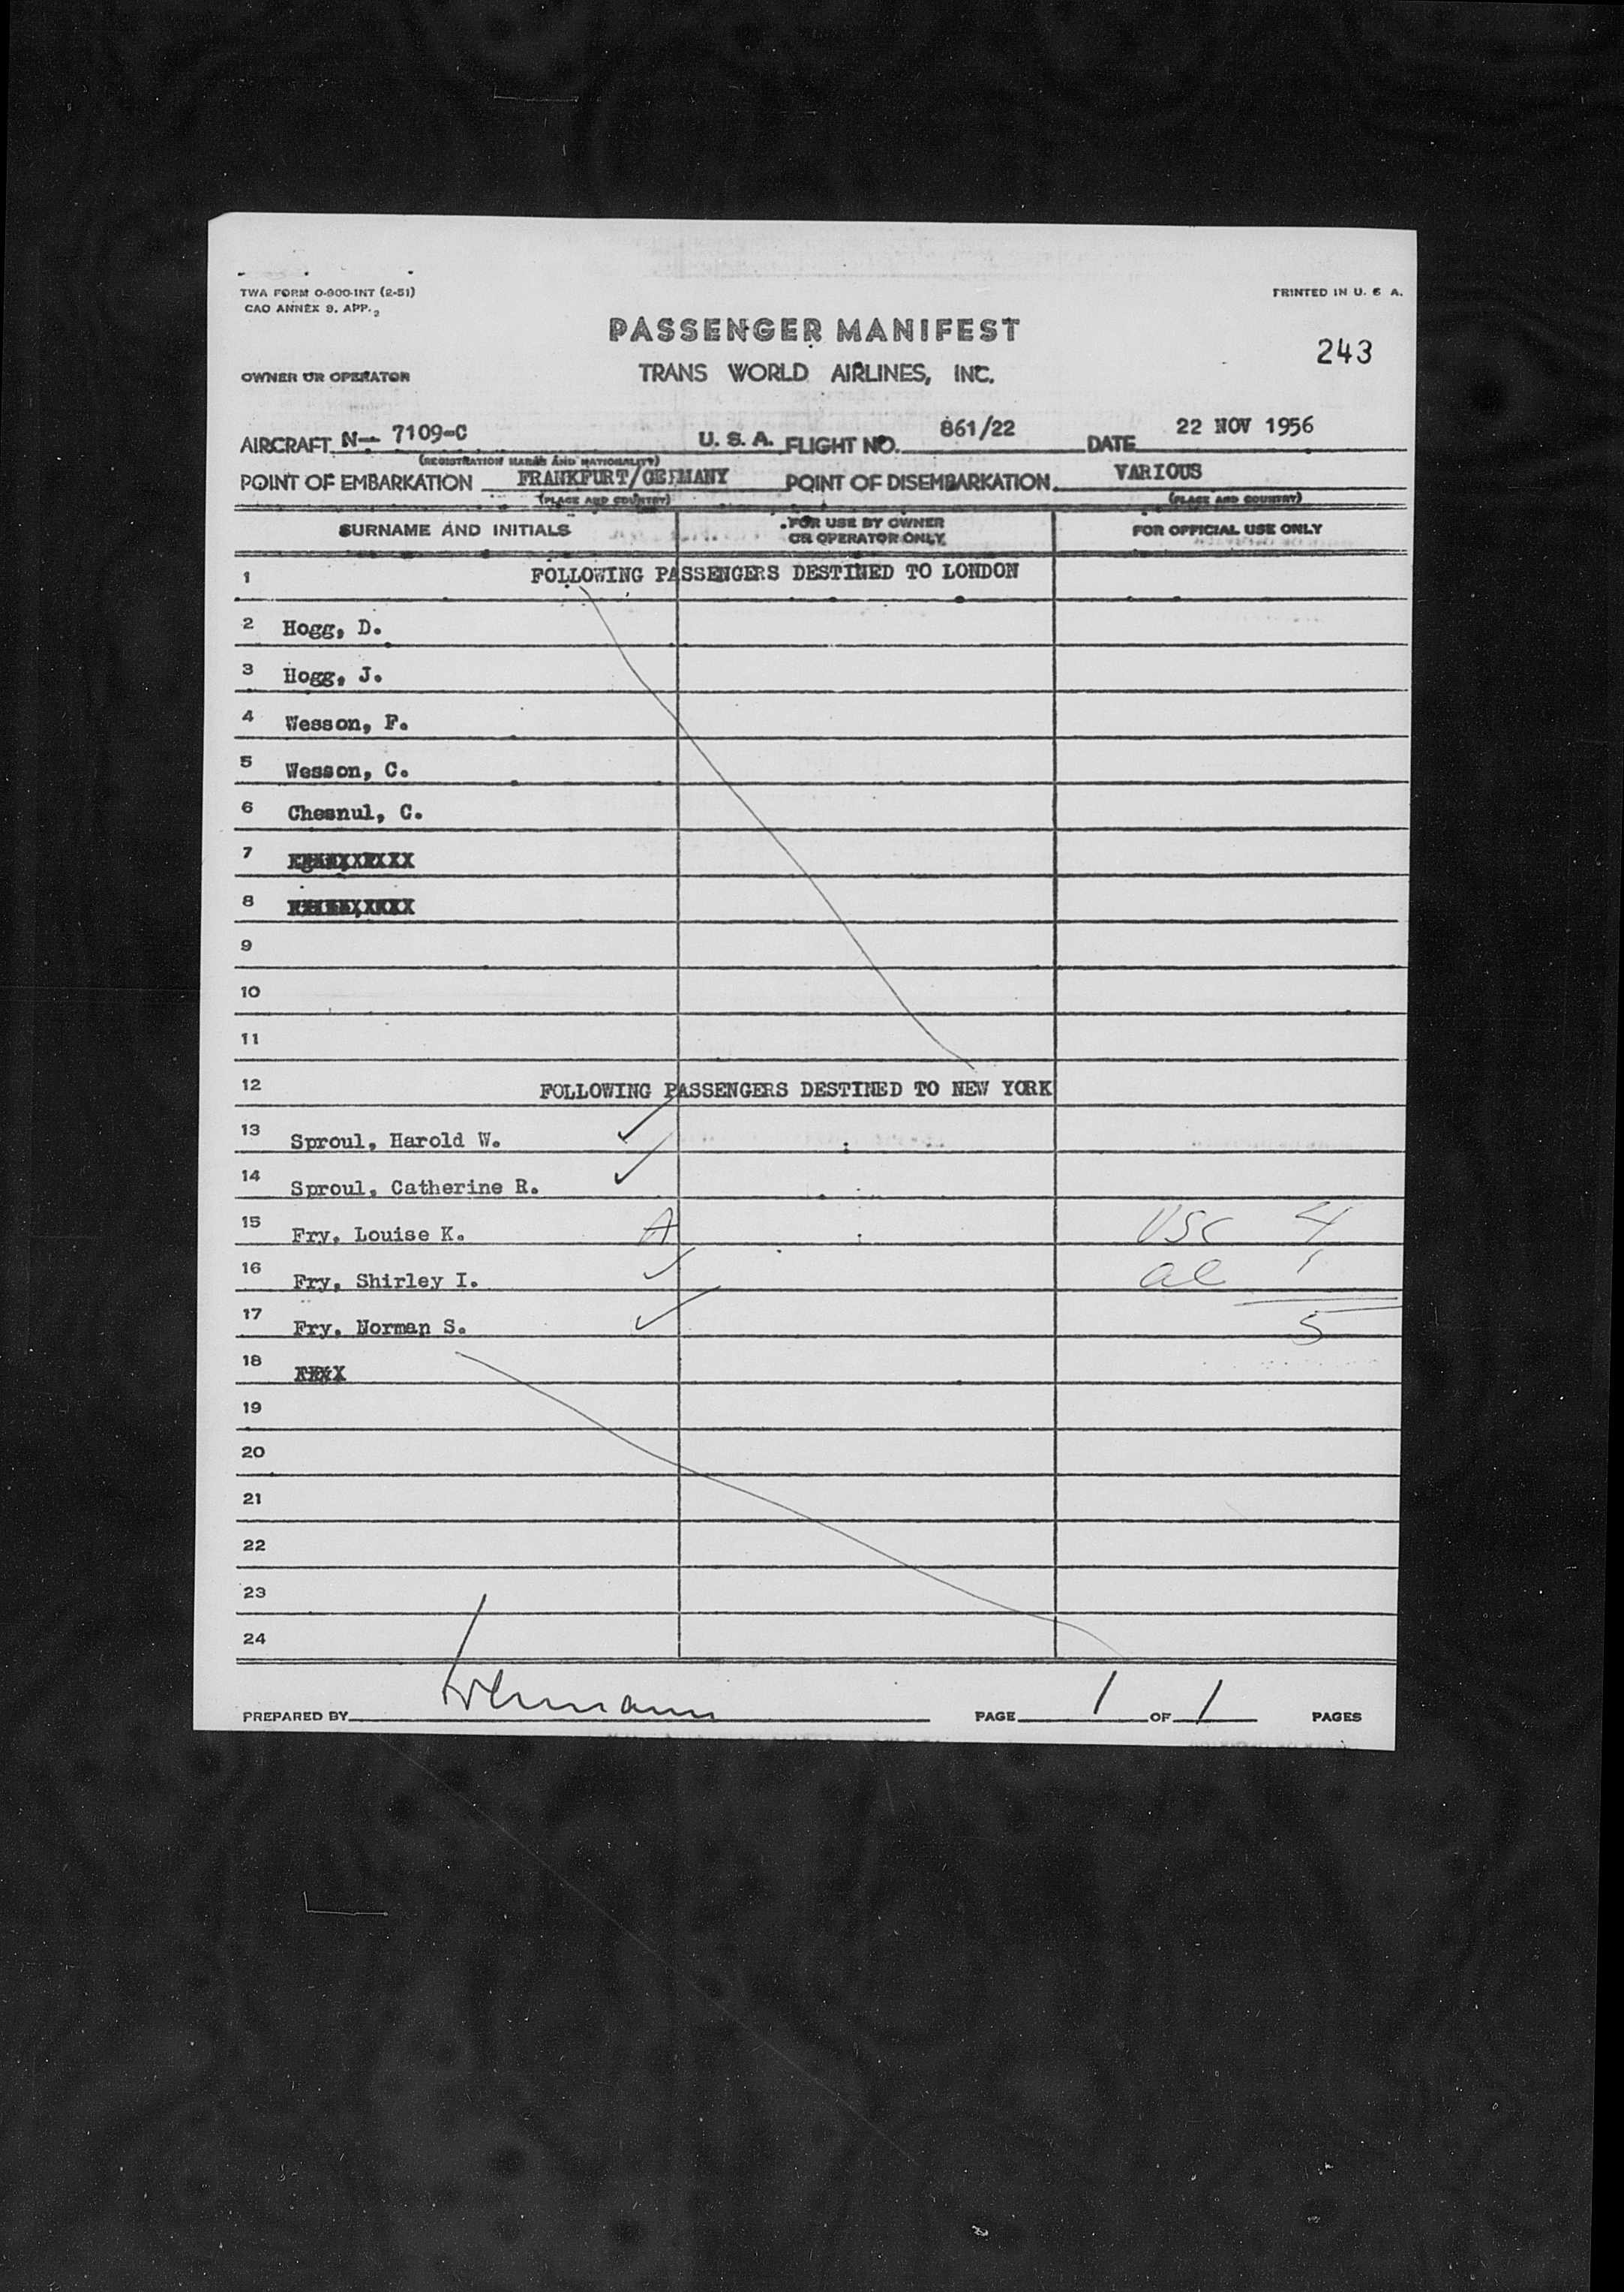 TWA FORM O-900-INT (2-51)
PRINTED IN U. S A.
CAO ANNEX 9. APP. 2
PASSENGER MANIFEST
243
OWNER OR OPERATOR
TRANS WORLD AIRLINES, INC.
AIRCRAFT N- 7109-C U. S. A. FLIGHT NO. 861/22 DATE 22 NOV 1956
(REGISTRATION MARKS AND NATIONALITY)
POINT OF EMBARKATION FRANKFURT/GERMANY POINT OF DISEMBARKATION VARIOUS
(PLACE AND COUNTRY) (PLACE AND COUNTRY)
SURNAME AND INITIALS FOR USE BY OWNER OR OPERATOR ONLY FOR OFFICIAL USE ONLY
1 FOLLOWING PASSENGERS DESTINED TO LONDON
2 Hogg, D.
3 Hogg, J.
4 Wesson, F.
5 Wesson, C.
6 Chesnul, C.
7
8
9
10
11
12 FOLLOWING PASSENGERS DESTINED TO NEW YORK
13 Sproul, Harold W. ✓
14 Sproul, Catherine R. ✓
15 Fry, Louise K. A USC 4
16 Fry, Shirley I. ✓ al 1
17 Fry, Norman S. ✓ 5
18
19
20
21
22
23
24
PREPARED BY PAGE 1 OF 1 PAGES